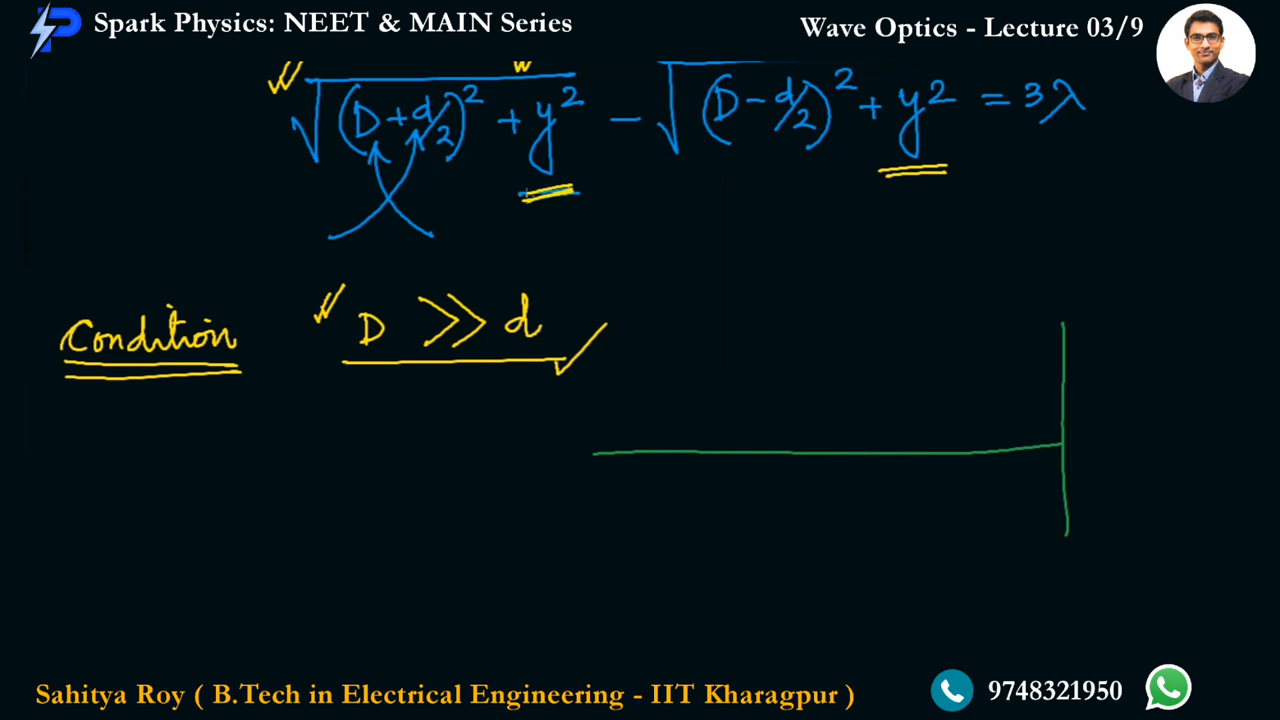 Spark Physics: NEET & MAIN Series
Wave Optics - Lecture 03/9
√((D+d/2)² + y²) − √((D−d/2)² + y²) = 3λ
Condition D >> d
Sahitya Roy ( B.Tech in Electrical Engineering - IIT Kharagpur )
9748321950